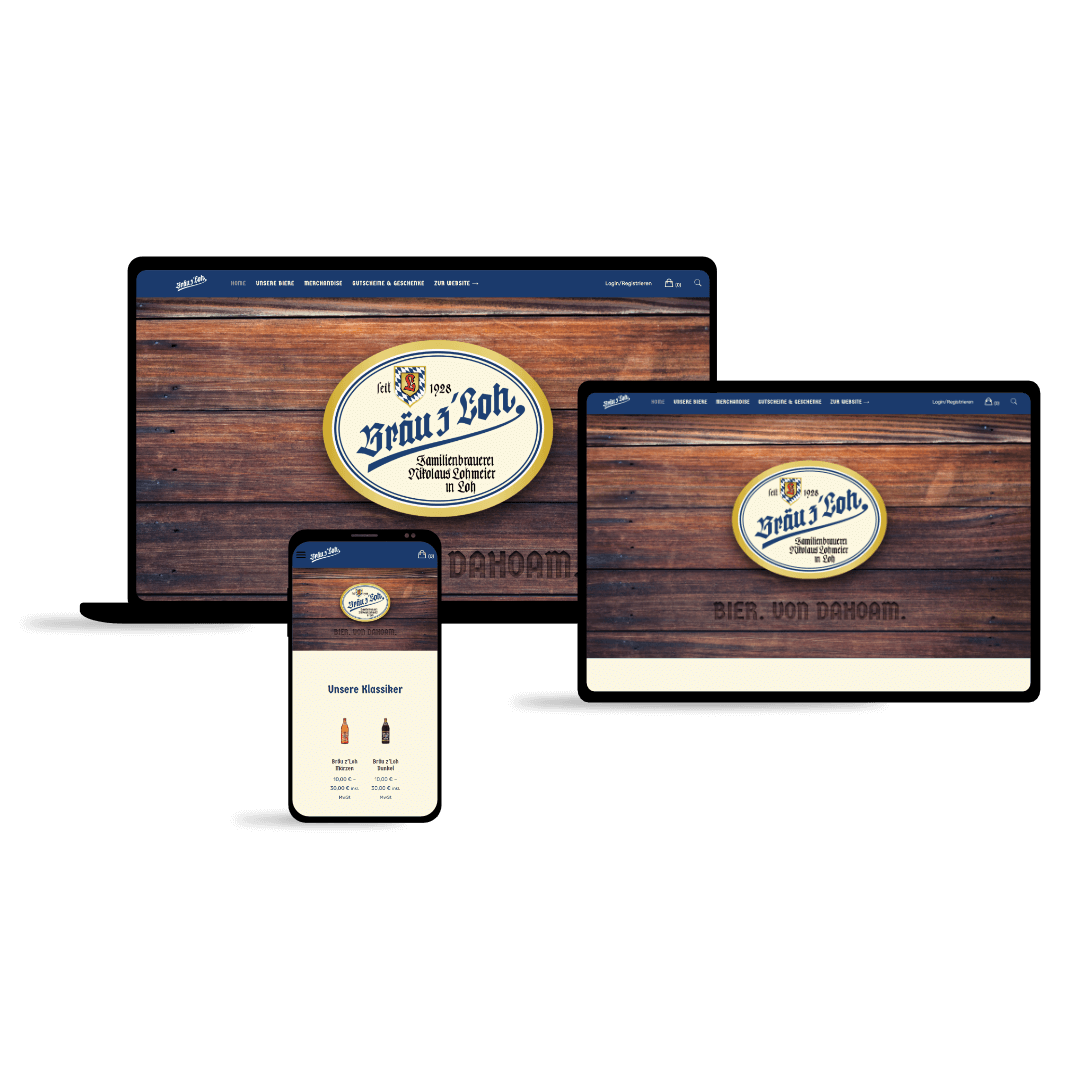 Bräu z'Loh,
HOME UNSERE BIERE MERCHANDISE GUTSCHEINE & GESCHENKE ZUR WEBSITE → Login/Registrieren (0)
seit L 1928
Bräu z'Loh,
Familienbrauerei
Nikolaus Lohmeier
in Loh
DAHOAM.
Bräu z'Loh,
HOME UNSERE BIERE MERCHANDISE GUTSCHEINE & GESCHENKE ZUR WEBSITE → Login/Registrieren (0)
seit 1928
Bräu z'Loh,
Familienbrauerei
Nikolaus Lohmeier
in Loh
BIER. VON DAHOAM.
Bräu z'Loh, (0)
Bräu z'Loh,
BIER. VON DAHOAM.
Unsere Klassiker
Bräu z'Loh Bräu z'Loh
Märzen Dunkel
10,00 € – 10,00 € –
30,00 € inkl. 30,00 € inkl.
MwSt. MwSt.